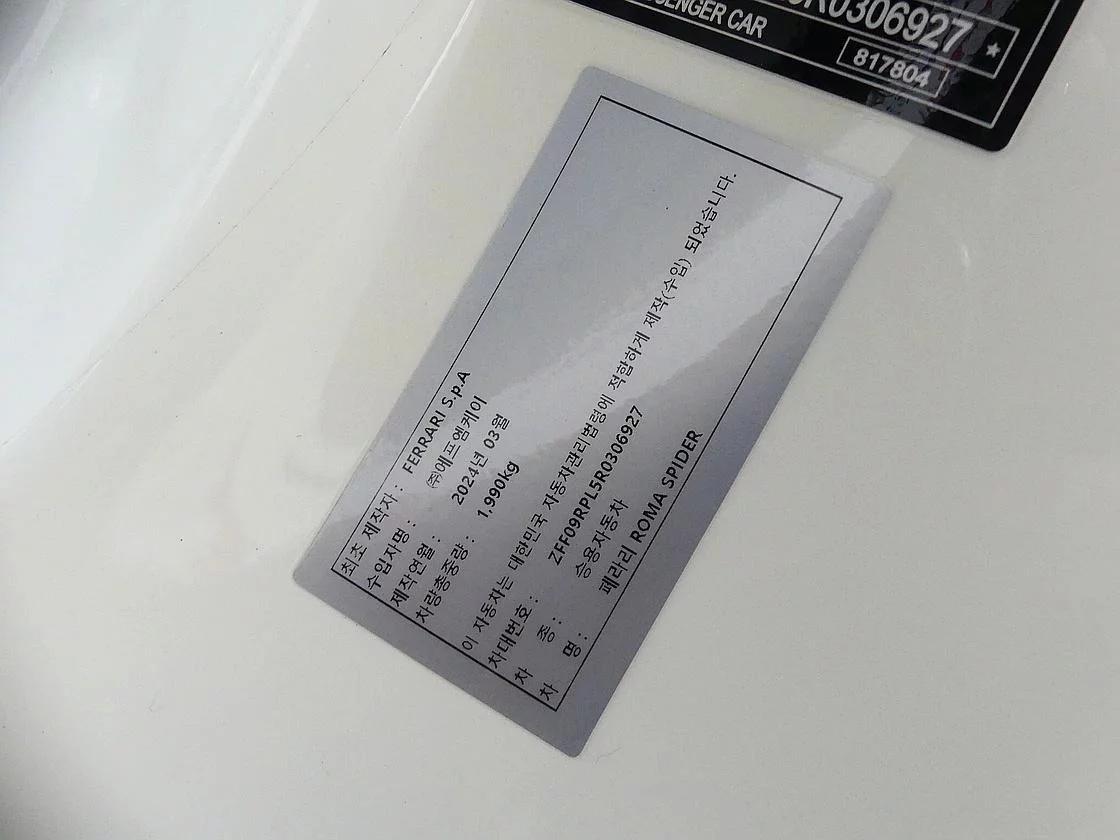 R0306927 ★
SENGER CAR
817804
최초 제작자 : FERRARI S.p.A
수입자명 : ㈜에프엠케이
제작연월 : 2024년 03월
차량총중량 : 1,990kg
이 자동차는 대한민국 자동차관리법령에 적합하게 제작(수입) 되었습니다.
차대번호 : ZFF09RPL5R0306927
차 종 : 승용자동차
차 명 : 페라리 ROMA SPIDER